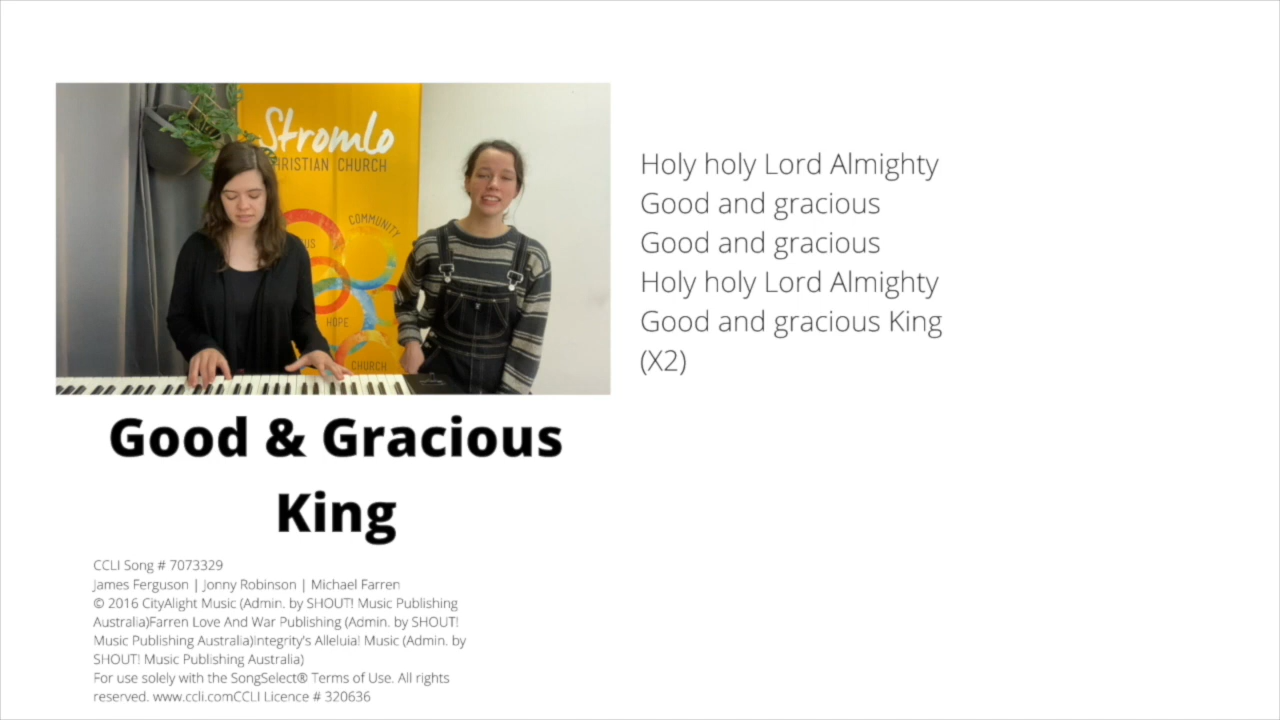 Stromlo
CHRISTIAN CHURCH
COMMUNITY
HOPE
CHURCH
Good & Gracious
King
CCLI Song # 7073329
James Ferguson | Jonny Robinson | Michael Farren
© 2016 CityAlight Music (Admin. by SHOUT! Music Publishing
Australia)Farren Love And War Publishing (Admin. by SHOUT!
Music Publishing Australia)Integrity's Alleluia! Music (Admin. by
SHOUT! Music Publishing Australia)
For use solely with the SongSelect® Terms of Use. All rights
reserved. www.ccli.comCCLI Licence # 320636
Holy holy Lord Almighty
Good and gracious
Good and gracious
Holy holy Lord Almighty
Good and gracious King
(X2)